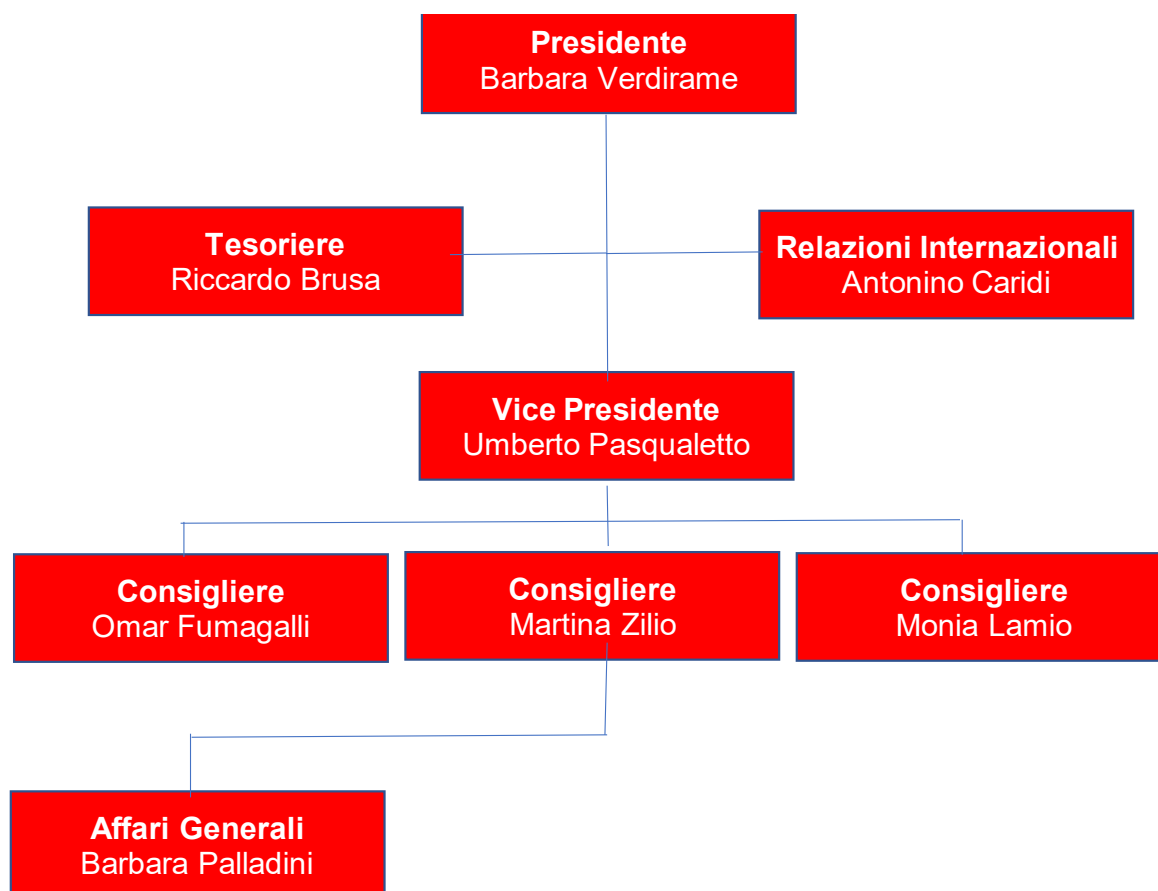 Presidente
Barbara Verdirame
Tesoriere
Riccardo Brusa
Relazioni Internazionali
Antonino Caridi
Vice Presidente
Umberto Pasqualetto
Consigliere
Omar Fumagalli
Consigliere
Martina Zilio
Consigliere
Monia Lamio
Affari Generali
Barbara Palladini